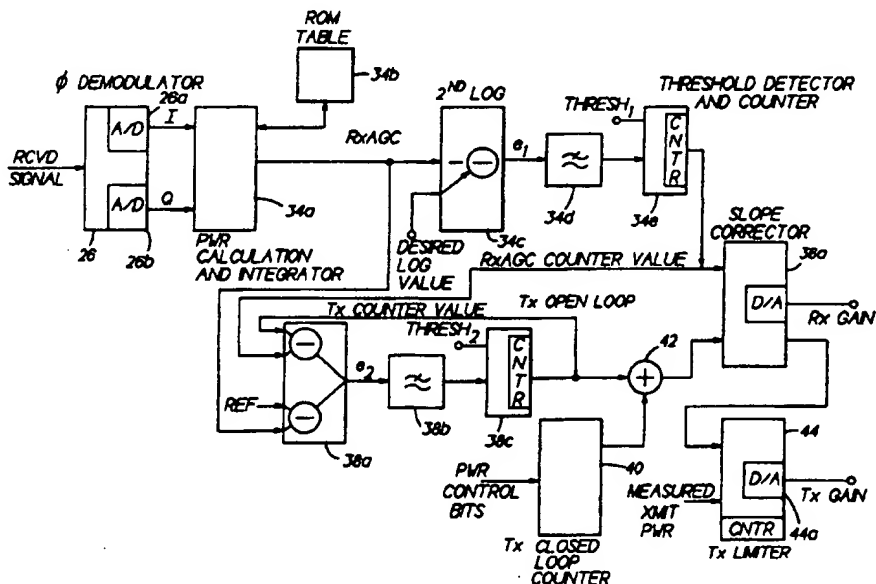 ROM
TABLE
34b
ϕ DEMODULATOR
26a
A/D
I
RCVD
SIGNAL
A/D
Q
26
26b
34a
PWR
CALCULATION
AND INTEGRATOR
RxAGC
2ND LOG
e1
34c
DESIRED
LOG
VALUE
34d
THRESH1
THRESHOLD DETECTOR
AND COUNTER
CNTR
34e
SLOPE
CORRECTOR
38a
D/A
Rx GAIN
RxAGC COUNTER VALUE
Tx COUNTER VALUE
Tx OPEN LOOP
THRESH2
e2
REF
38a
38b
CNTR
38c
42
PWR
CONTROL
BITS
40
Tx CLOSED
LOOP
COUNTER
MEASURED
XMIT
PWR
44
D/A
44a
Tx GAIN
CNTR
Tx LIMITER